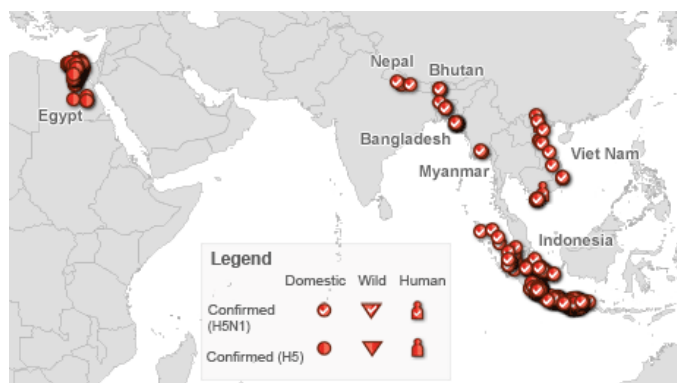 Nepal
Bhutan
Egypt
Bangladesh
Myanmar
Viet Nam
Indonesia
Legend
Domestic Wild Human
Confirmed
(H5N1)
Confirmed (H5)